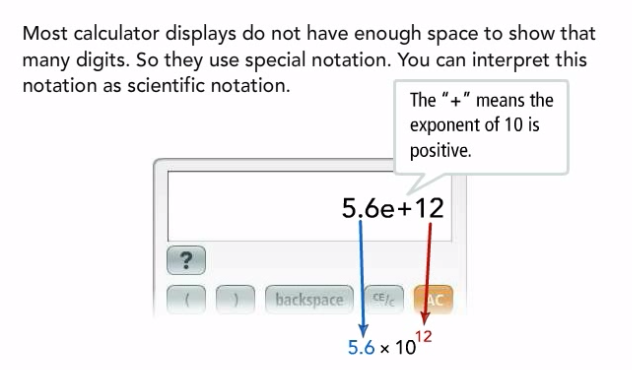 Most calculator displays do not have enough space to show that
many digits. So they use special notation. You can interpret this
notation as scientific notation.
The "+" means the
exponent of 10 is
positive.
5.6e+12
?
( ) backspace CE/C AC
5.6 × 10¹²